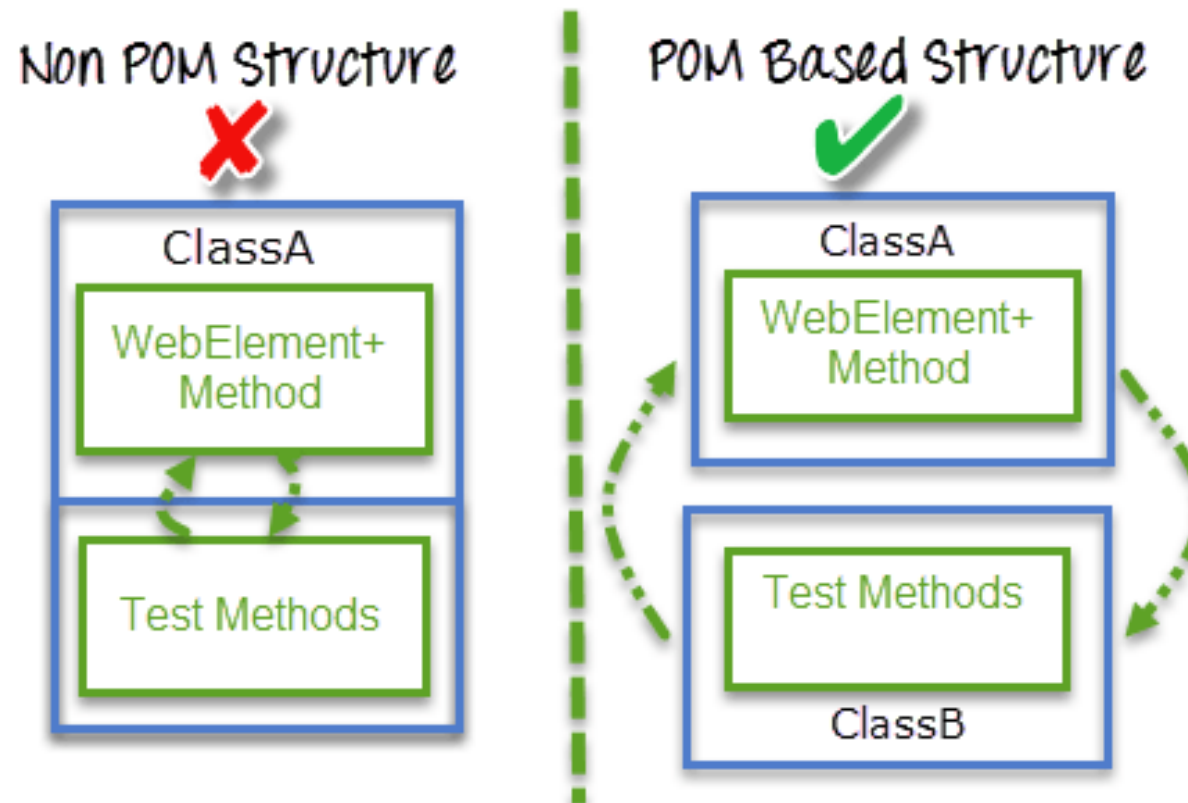 Non POM Structure
ClassA
WebElement+
Method
Test Methods
POM Based Structure
ClassA
WebElement+
Method
Test Methods
ClassB